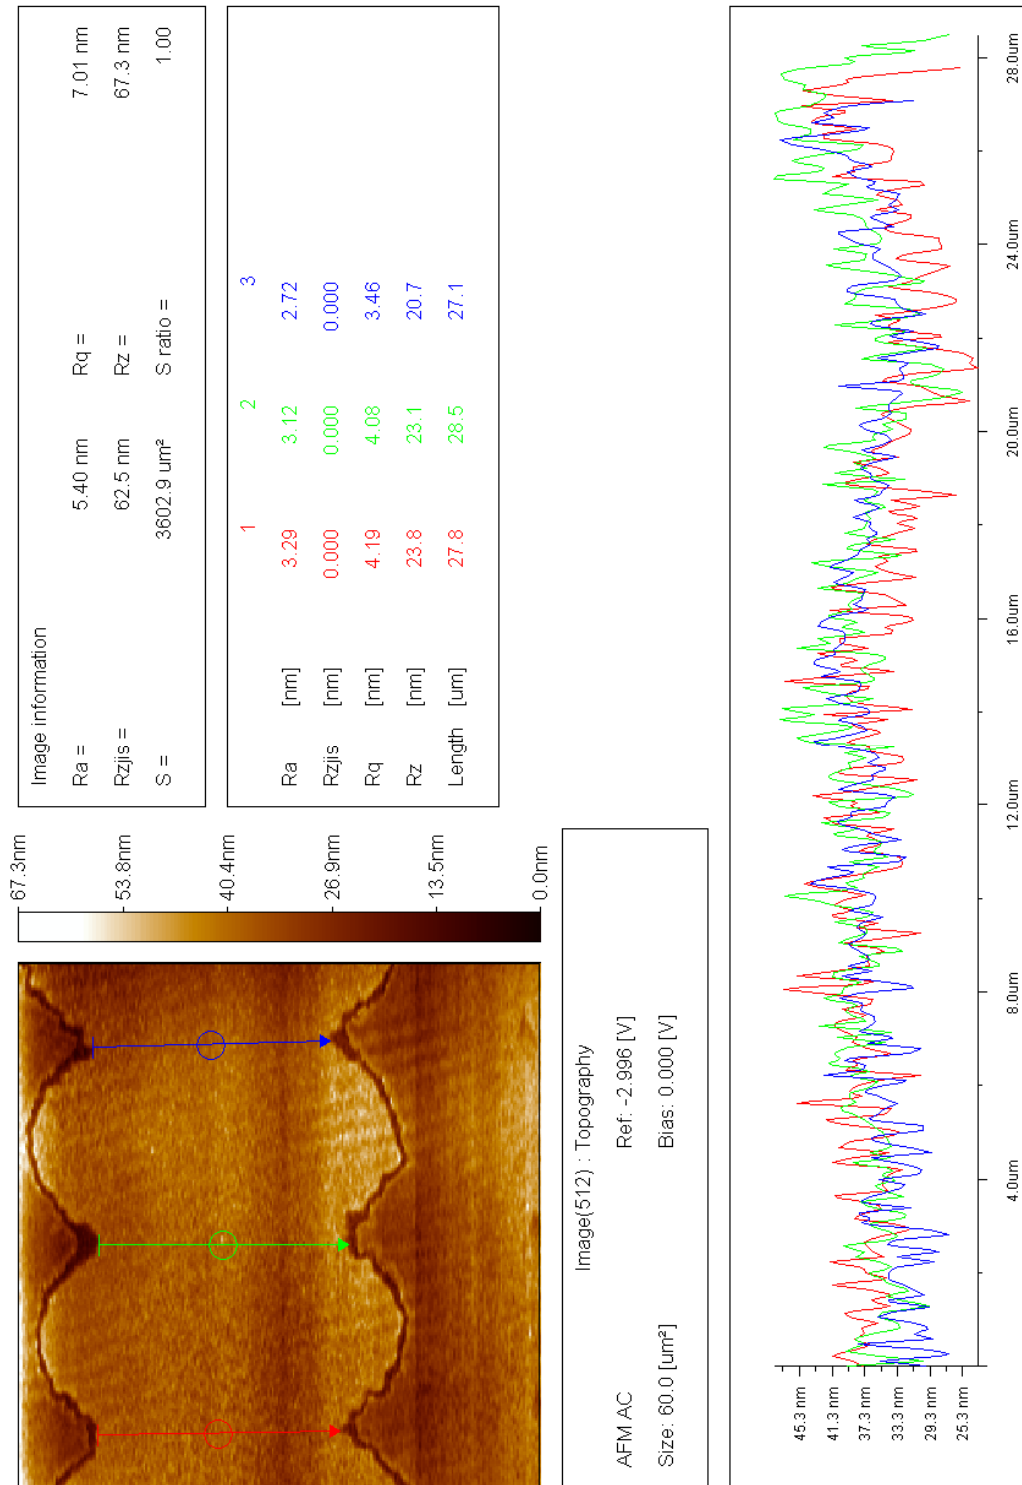 67.3nm
53.8nm
40.4nm
26.9nm
13.5nm
0.0nm
Image information
Ra = 5.40 nm Rq = 7.01 nm
Rzjis = 62.5 nm Rz = 67.3 nm
S = 3602.9 um² S ratio = 1.00
1 2 3
Ra [nm] 3.29 3.12 2.72
Rzjis [nm] 0.000 0.000 0.000
Rq [nm] 4.19 4.08 3.46
Rz [nm] 23.8 23.1 20.7
Length [um] 27.8 28.5 27.1
Image(512) : Topography
AFM AC Ref: -2.996 [V]
Size: 60.0 [um²] Bias: 0.000 [V]
45.3 nm
41.3 nm
37.3 nm
33.3 nm
29.3 nm
25.3 nm
4.0um 8.0um 12.0um 16.0um 20.0um 24.0um 28.0um